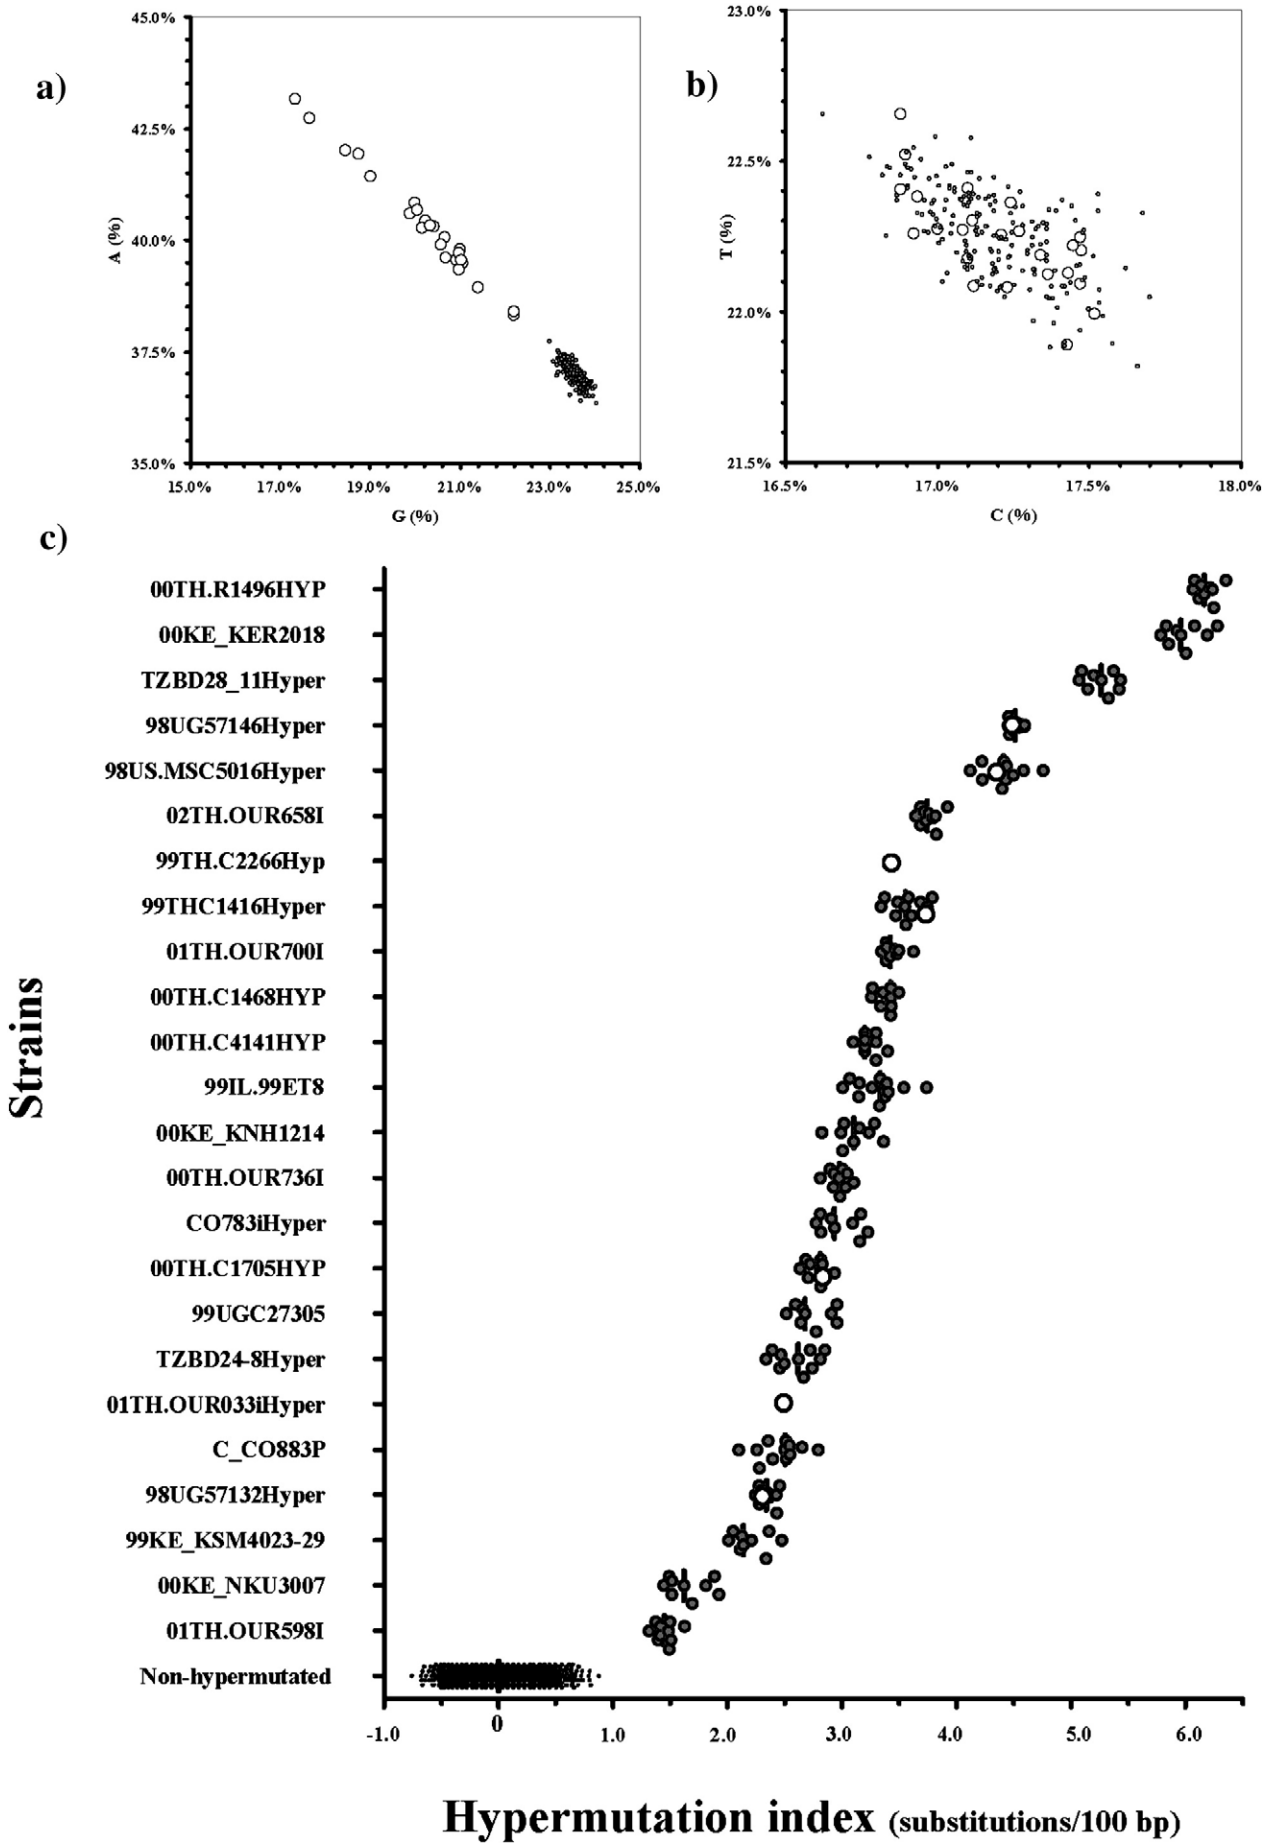 a)
45.0%
42.5%
40.0%
37.5%
35.0%
A (%)
15.0% 17.0% 19.0% 21.0% 23.0% 25.0%
G (%)
b)
23.0%
22.5%
22.0%
21.5%
T (%)
16.5% 17.0% 17.5% 18.0%
C (%)
c)
Strains
00TH.R1496HYP
00KE_KER2018
TZBD28_11Hyper
98UG57146Hyper
98US.MSC5016Hyper
02TH.OUR658I
99TH.C2266Hyp
99THC1416Hyper
01TH.OUR700I
00TH.C1468HYP
00TH.C4141HYP
99IL.99ET8
00KE_KNH1214
00TH.OUR736I
CO783iHyper
00TH.C1705HYP
99UGC27305
TZBD24-8Hyper
01TH.OUR033iHyper
C_CO883P
98UG57132Hyper
99KE_KSM4023-29
00KE_NKU3007
01TH.OUR598I
Non-hypermutated
-1.0 0 1.0 2.0 3.0 4.0 5.0 6.0
Hypermutation index (substitutions/100 bp)